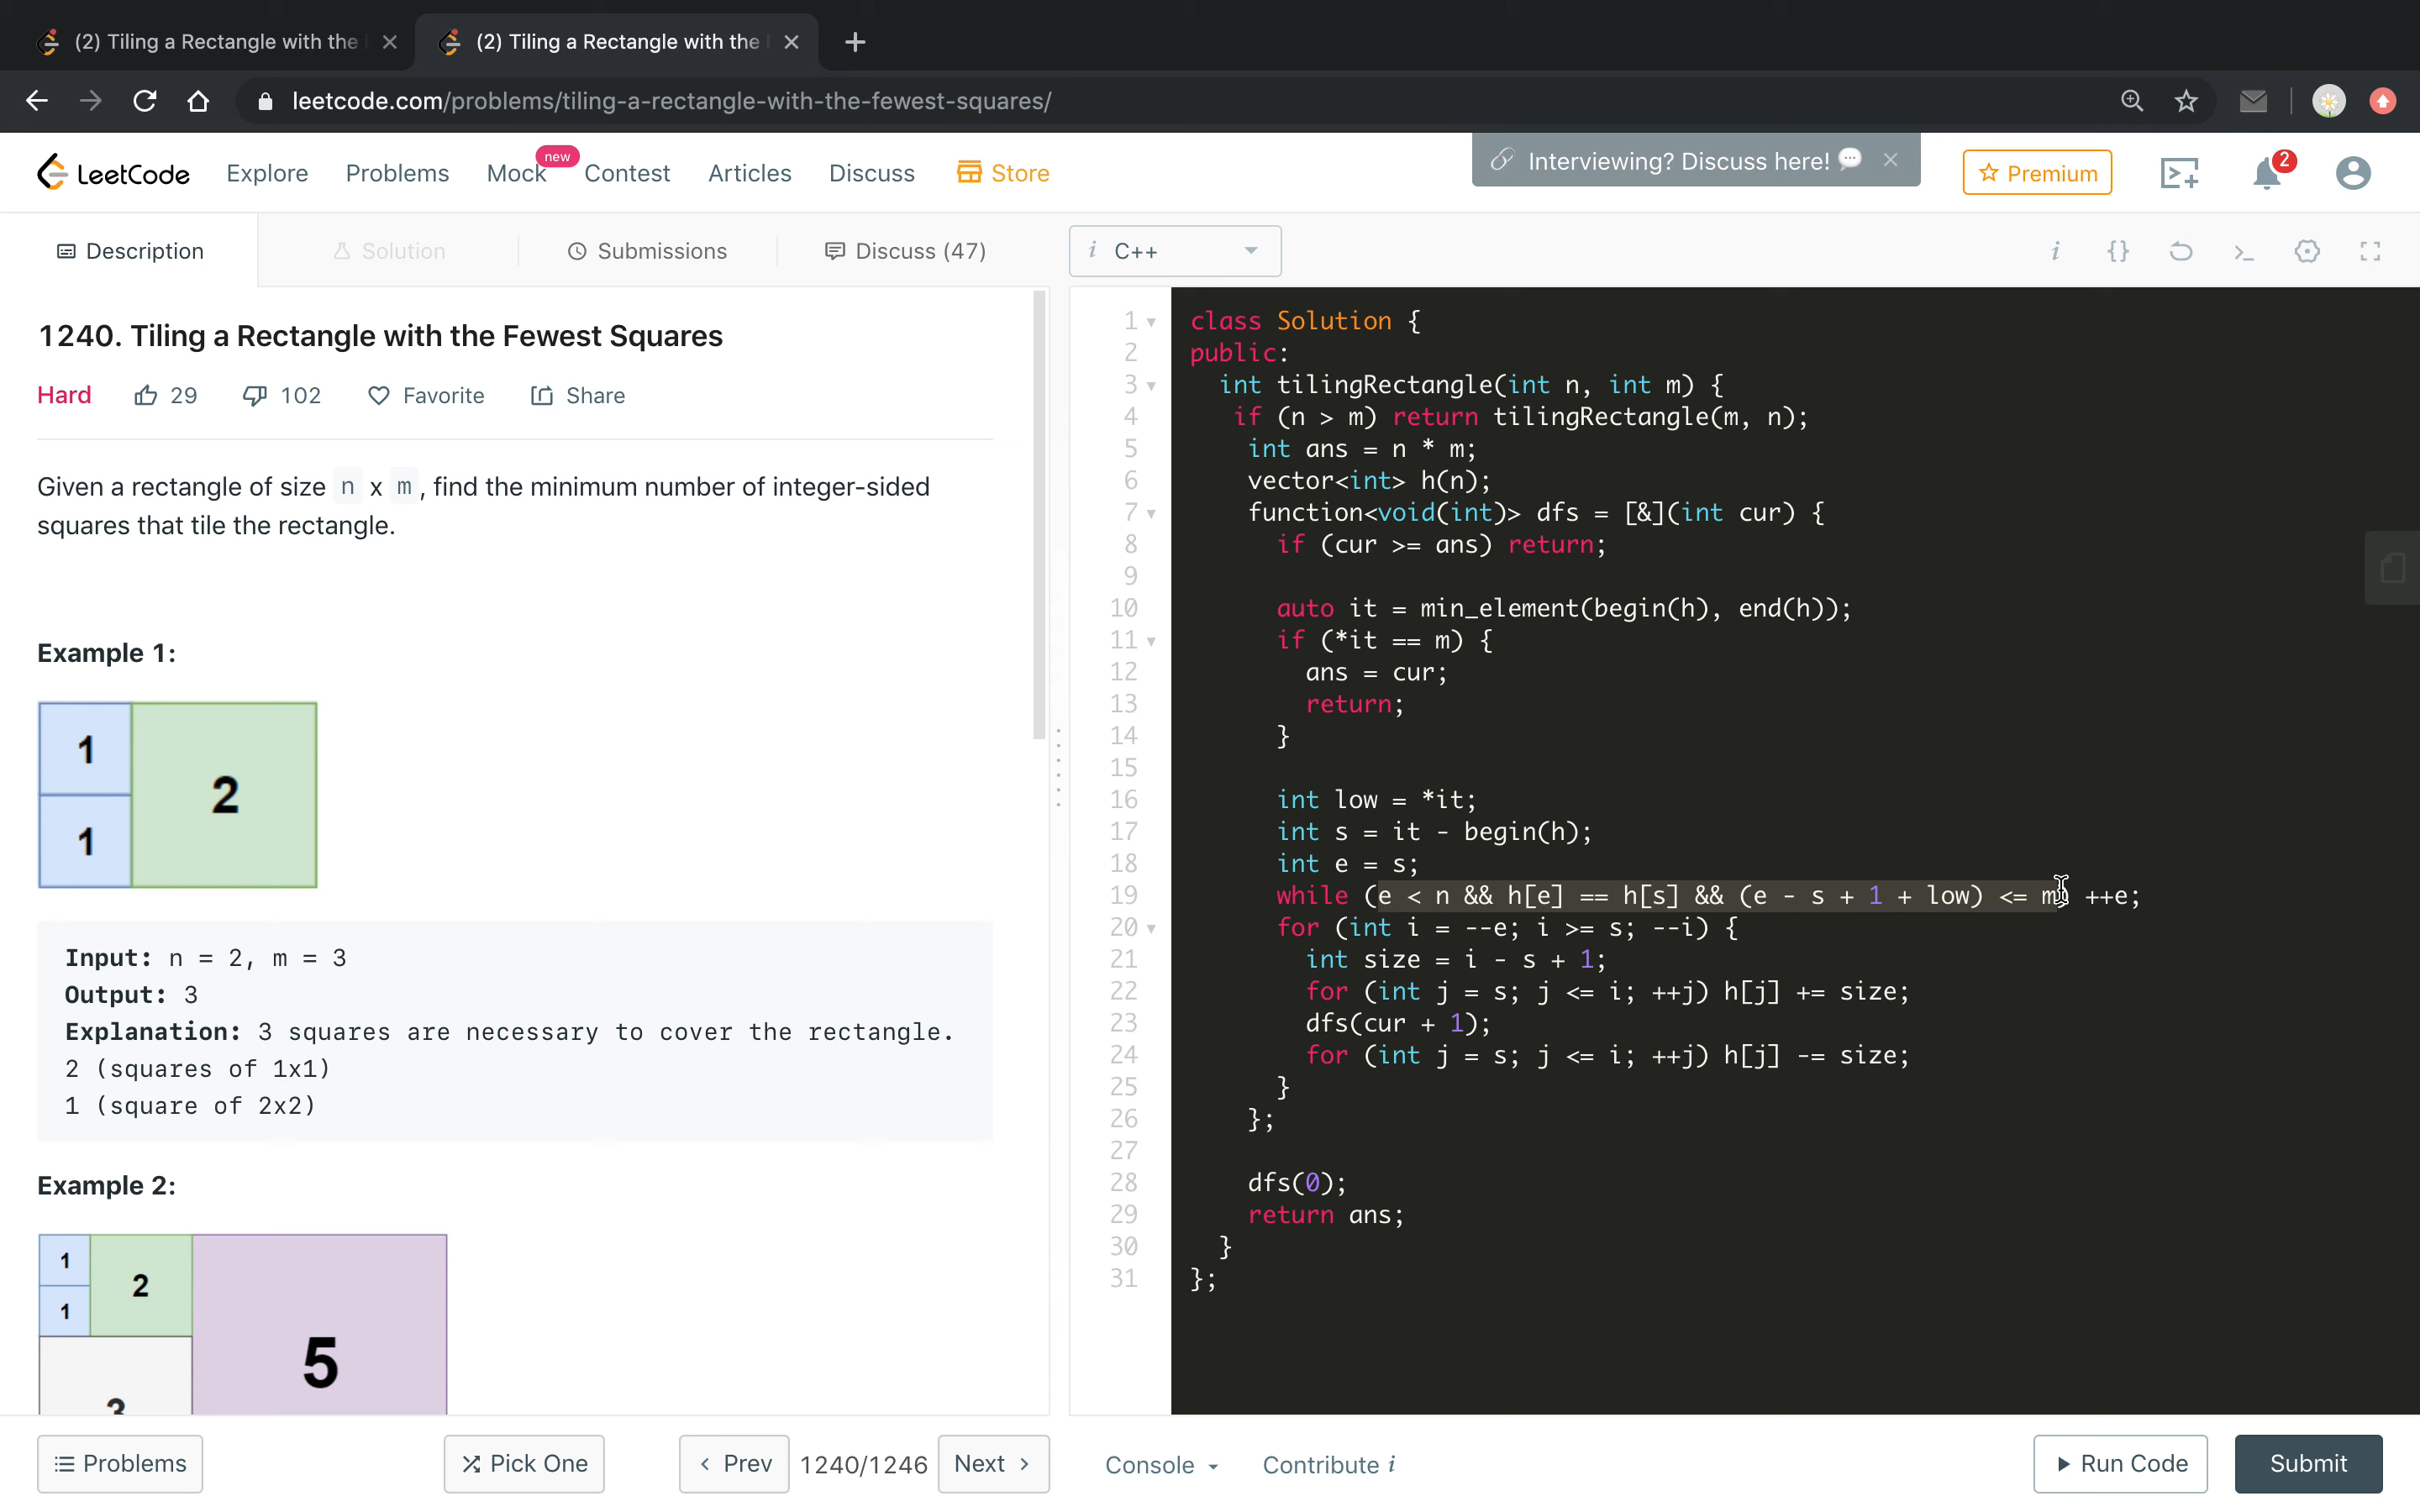 (2) Tiling a Rectangle with the
(2) Tiling a Rectangle with the
leetcode.com/problems/tiling-a-rectangle-with-the-fewest-squares/
LeetCode
Explore
Problems
Mock
new
Contest
Articles
Discuss
Store
Interviewing? Discuss here!
Premium
2
Description
Solution
Submissions
Discuss (47)
i C++
1240. Tiling a Rectangle with the Fewest Squares
Hard 29 102 Favorite Share
Given a rectangle of size n x m, find the minimum number of integer-sided
squares that tile the rectangle.
Example 1:
1
2
1
Input: n = 2, m = 3
Output: 3
Explanation: 3 squares are necessary to cover the rectangle.
2 (squares of 1x1)
1 (square of 2x2)
Example 2:
1
2
1
5
3
1 class Solution {
2 public:
3 int tilingRectangle(int n, int m) {
4 if (n > m) return tilingRectangle(m, n);
5 int ans = n * m;
6 vector<int> h(n);
7 function<void(int)> dfs = [&](int cur) {
8 if (cur >= ans) return;
9
10 auto it = min_element(begin(h), end(h));
11 if (*it == m) {
12 ans = cur;
13 return;
14 }
15
16 int low = *it;
17 int s = it - begin(h);
18 int e = s;
19 while (e < n && h[e] == h[s] && (e - s + 1 + low) <= m) ++e;
20 for (int i = --e; i >= s; --i) {
21 int size = i - s + 1;
22 for (int j = s; j <= i; ++j) h[j] += size;
23 dfs(cur + 1);
24 for (int j = s; j <= i; ++j) h[j] -= size;
25 }
26 };
27
28 dfs(0);
29 return ans;
30 }
31 };
Problems
Pick One
Prev
1240/1246
Next
Console
Contribute i
Run Code
Submit